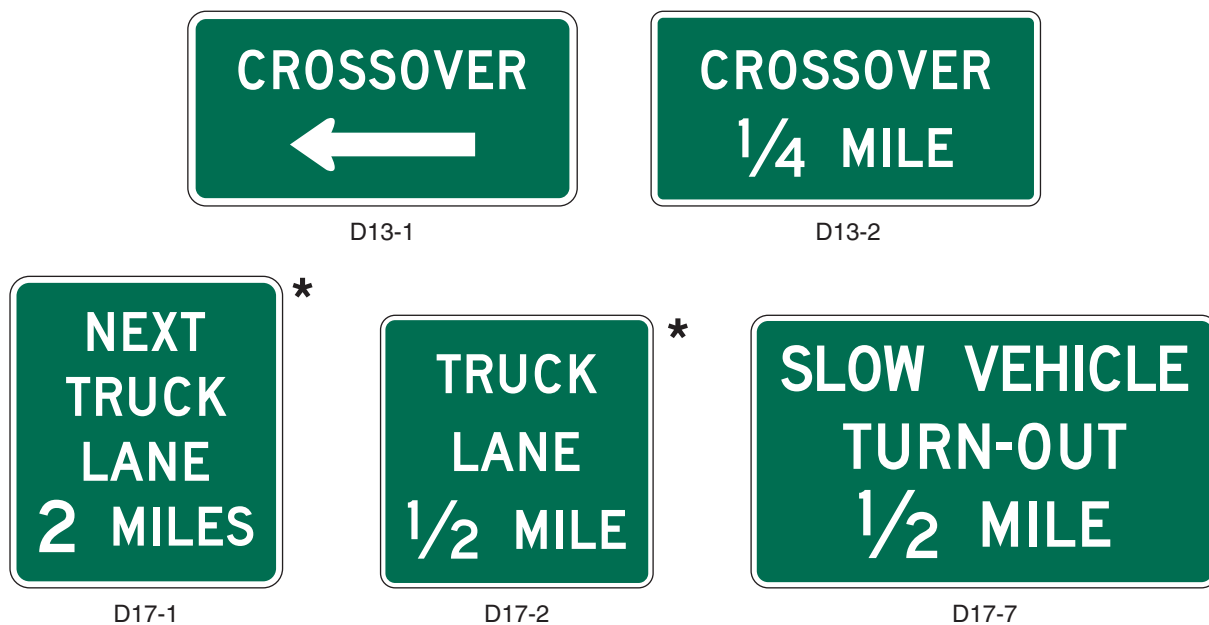 CROSSOVER
CROSSOVER
1/4 MILE
D13-1
D13-2
NEXT
TRUCK
LANE
2 MILES
*
TRUCK
LANE
1/2 MILE
*
SLOW VEHICLE
TURN-OUT
1/2 MILE
D17-1
D17-2
D17-7